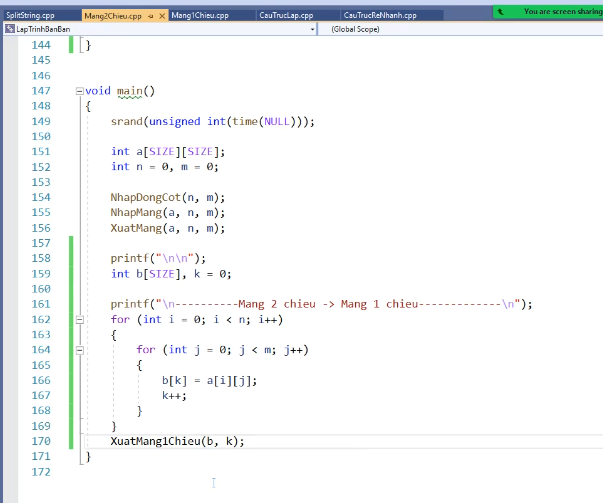 You are screen sharing
SplitString.cpp Mang2Chieu.cpp Mang1Chieu.cpp CauTrucLap.cpp CauTrucReNhanh.cpp
LapTrinhBanBan (Global Scope)
144 }
145
146
147 void main()
148 {
149 srand(unsigned int(time(NULL)));
150
151 int a[SIZE][SIZE];
152 int n = 0, m = 0;
153
154 NhapDongCot(n, m);
155 NhapMang(a, n, m);
156 XuatMang(a, n, m);
157
158 printf("\n\n");
159 int b[SIZE], k = 0;
160
161 printf("\n----------Mang 2 chieu -> Mang 1 chieu-------------\n");
162 for (int i = 0; i < n; i++)
163 {
164 for (int j = 0; j < m; j++)
165 {
166 b[k] = a[i][j];
167 k++;
168 }
169 }
170 XuatMang1Chieu(b, k);
171 }
172